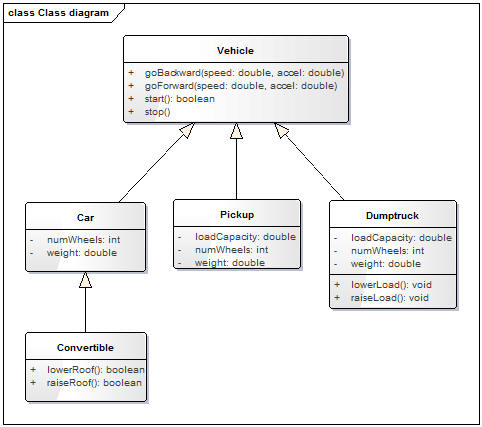 class Class diagram
Vehicle
+ goBackward(speed: double, accel: double)
+ goForward(speed: double, accel: double)
+ start(): boolean
+ stop()
Car
- numWheels: int
- weight: double
Pickup
- loadCapacity: double
- numWheels: int
- weight: double
Dumptruck
- loadCapacity: double
- numWheels: int
- weight: double
+ lowerLoad(): void
+ raiseLoad(): void
Convertible
+ lowerRoof(): boolean
+ raiseRoof(): boolean